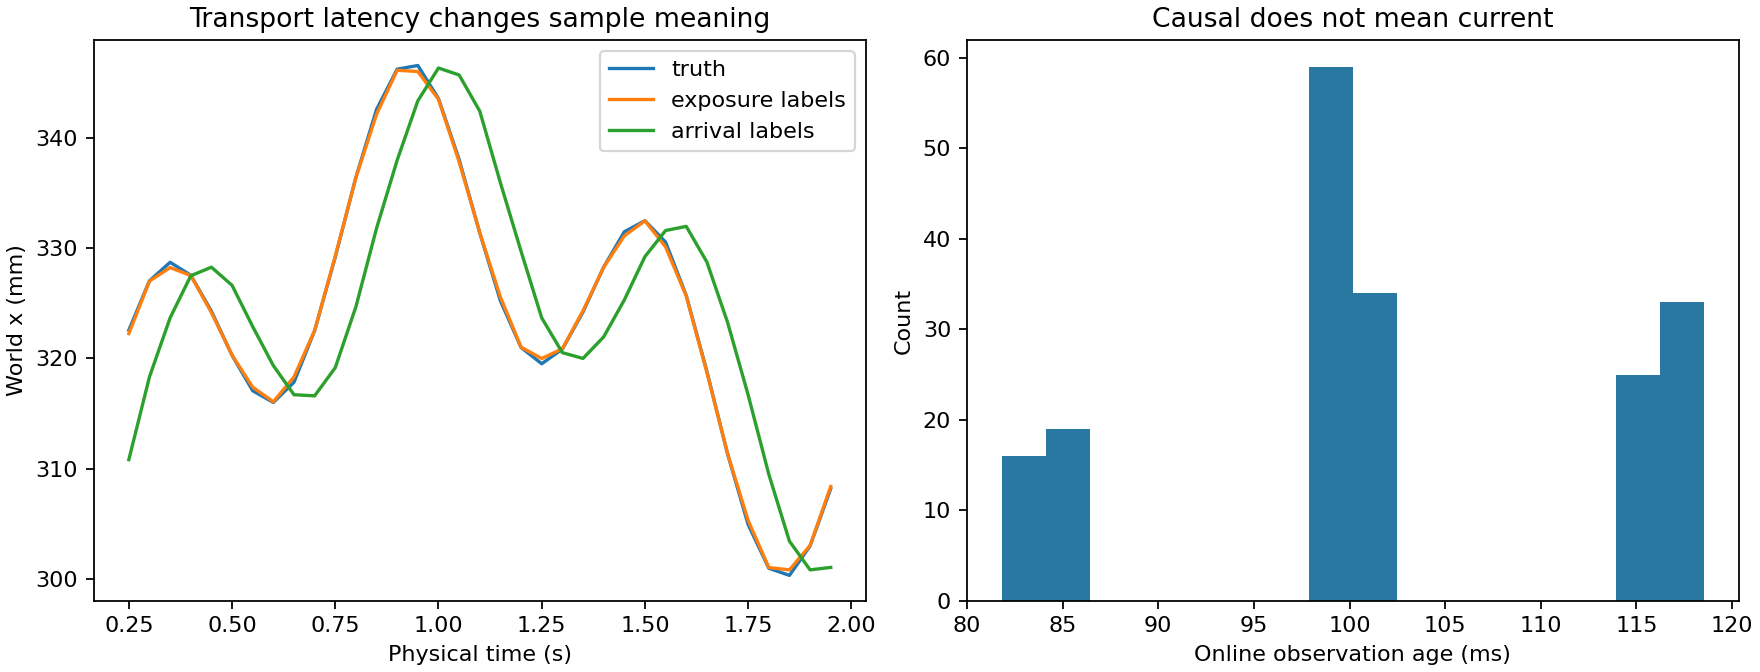 Transport latency changes sample meaning
truth
exposure labels
arrival labels
340
330
320
310
300
World x (mm)
0.25 0.50 0.75 1.00 1.25 1.50 1.75 2.00
Physical time (s)
Causal does not mean current
60
50
40
30
20
10
0
Count
80 85 90 95 100 105 110 115 120
Online observation age (ms)